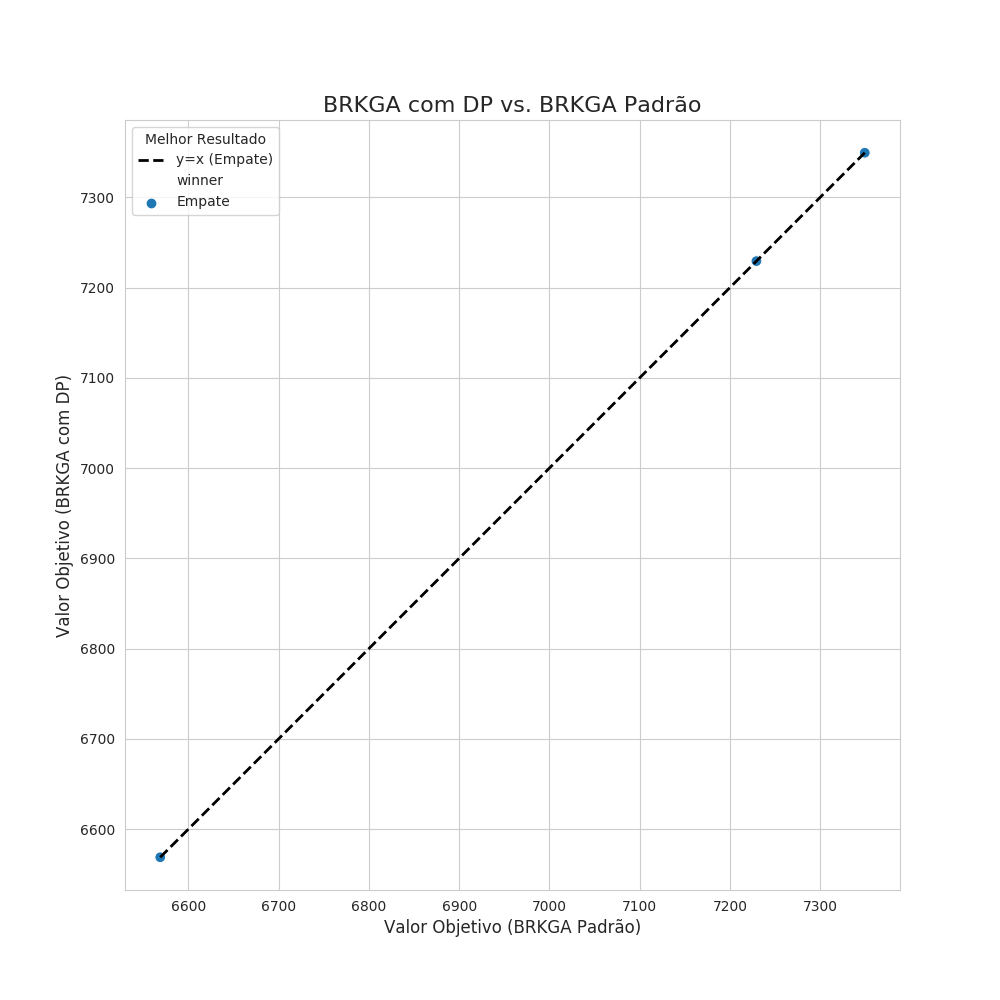 BRKGA com DP vs. BRKGA Padrão
Melhor Resultado
y=x (Empate)
winner
Empate
Valor Objetivo (BRKGA com DP)
7300
7200
7100
7000
6900
6800
6700
6600
6600 6700 6800 6900 7000 7100 7200 7300
Valor Objetivo (BRKGA Padrão)